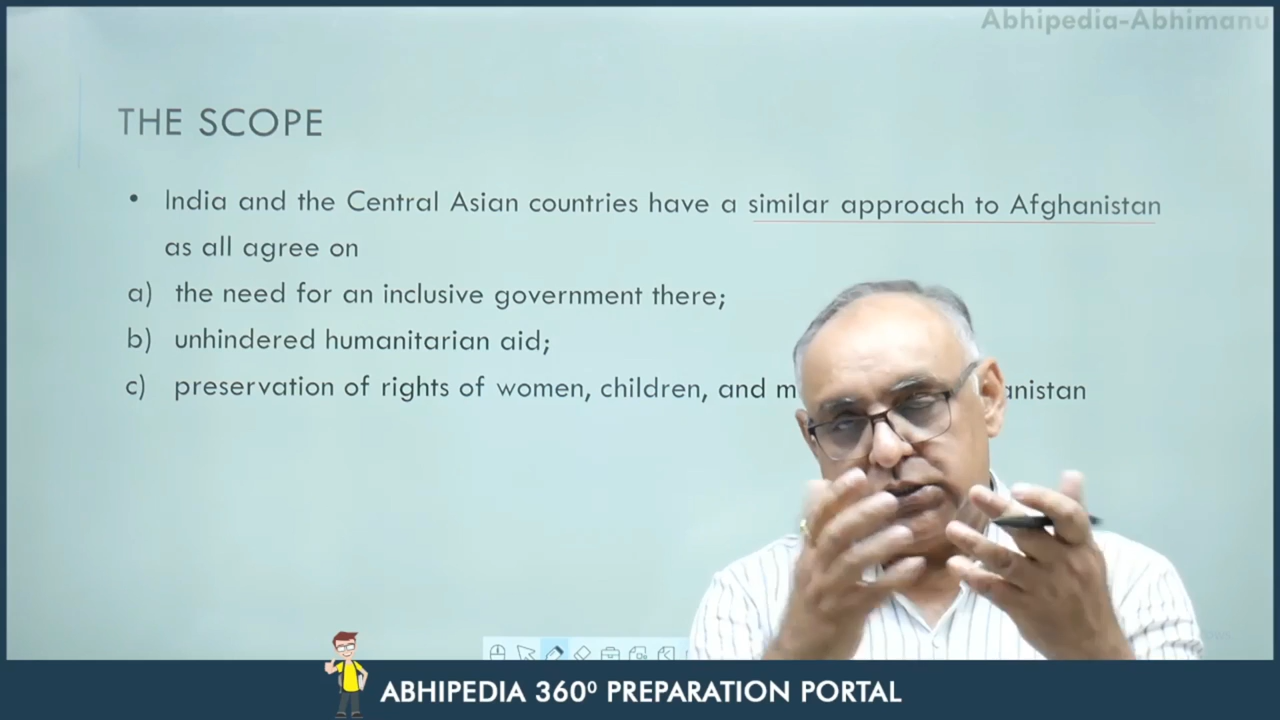 Abhipedia-Abhimanu
THE SCOPE
• India and the Central Asian countries have a similar approach to Afghanistan
as all agree on
a) the need for an inclusive government there;
b) unhindered humanitarian aid;
c) preservation of rights of women, children, and
ABHIPEDIA 360⁰ PREPARATION PORTAL